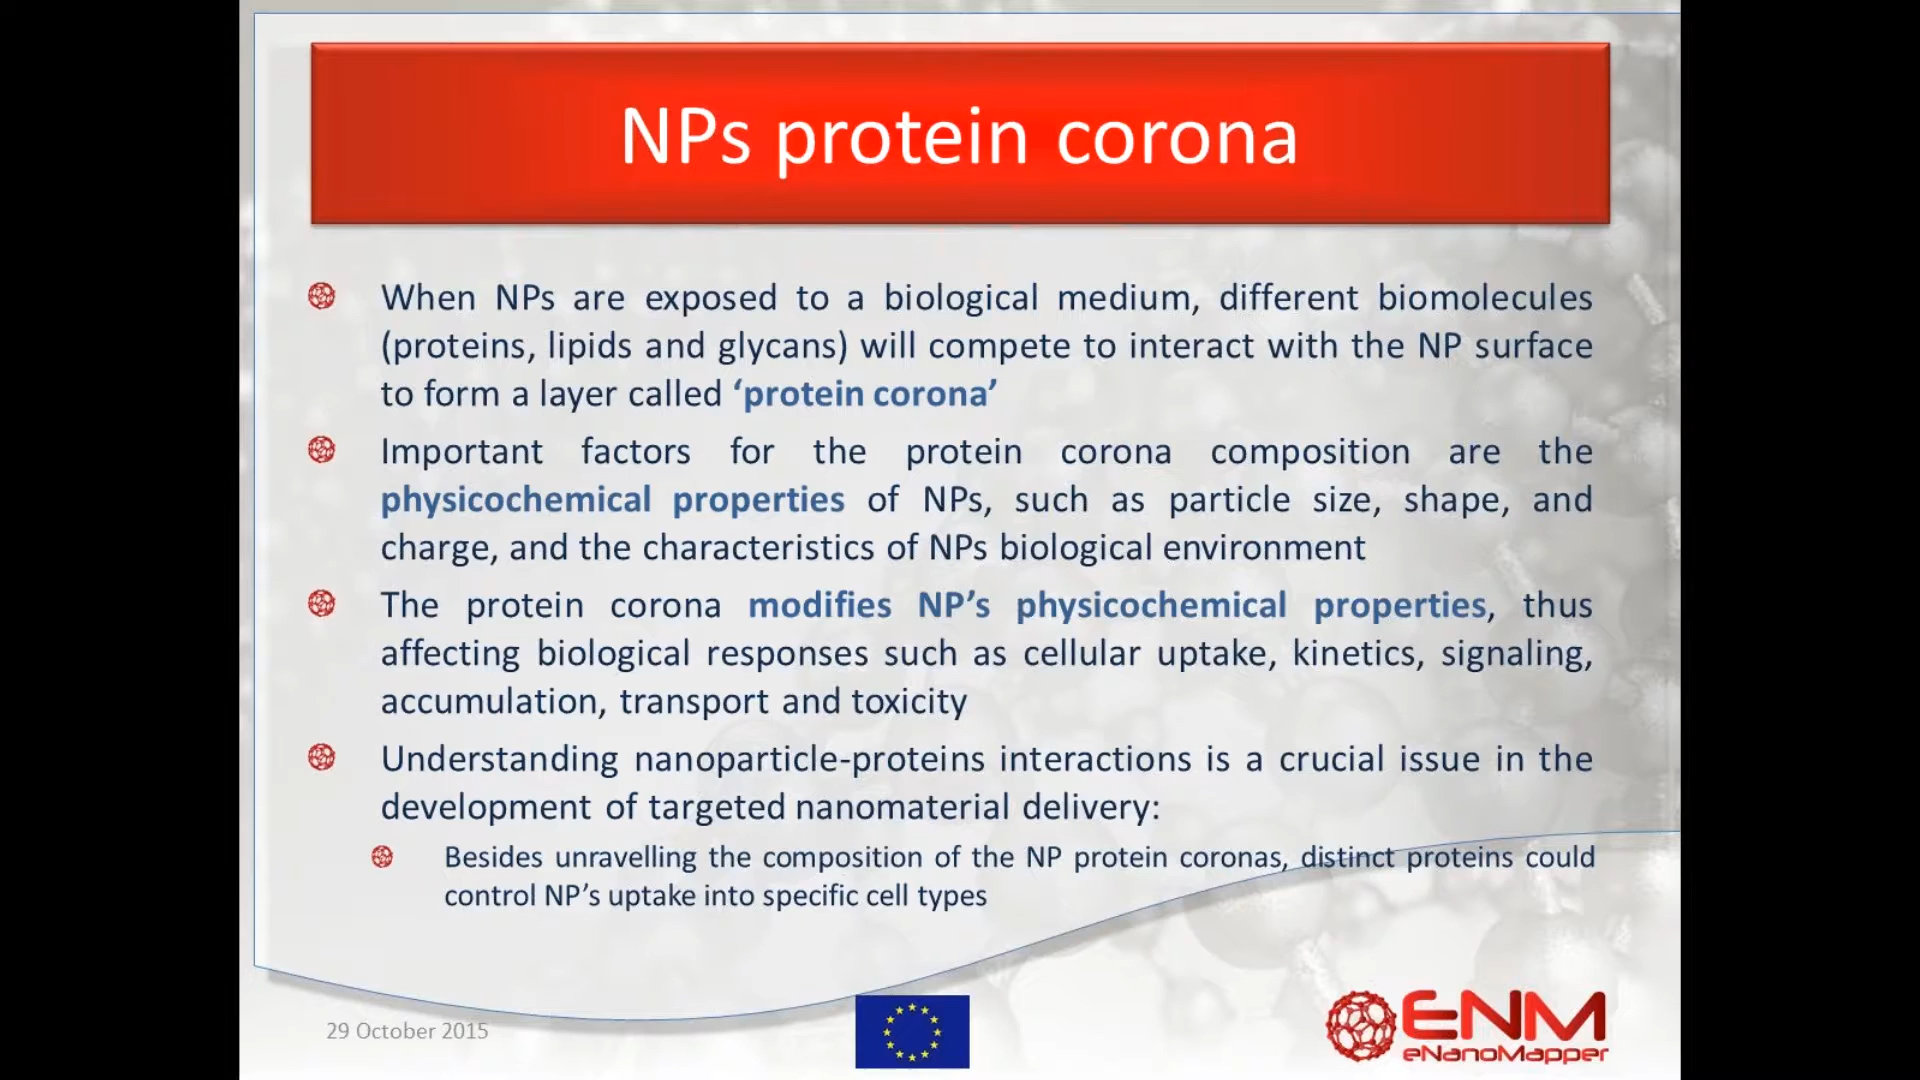 NPs protein corona
When NPs are exposed to a biological medium, different biomolecules
(proteins, lipids and glycans) will compete to interact with the NP surface
to form a layer called ‘protein corona’
Important factors for the protein corona composition are the
physicochemical properties of NPs, such as particle size, shape, and
charge, and the characteristics of NPs biological environment
The protein corona modifies NP’s physicochemical properties, thus
affecting biological responses such as cellular uptake, kinetics, signaling,
accumulation, transport and toxicity
Understanding nanoparticle-proteins interactions is a crucial issue in the
development of targeted nanomaterial delivery:
Besides unravelling the composition of the NP protein coronas, distinct proteins could
control NP’s uptake into specific cell types
29 October 2015
ENM
eNanoMapper